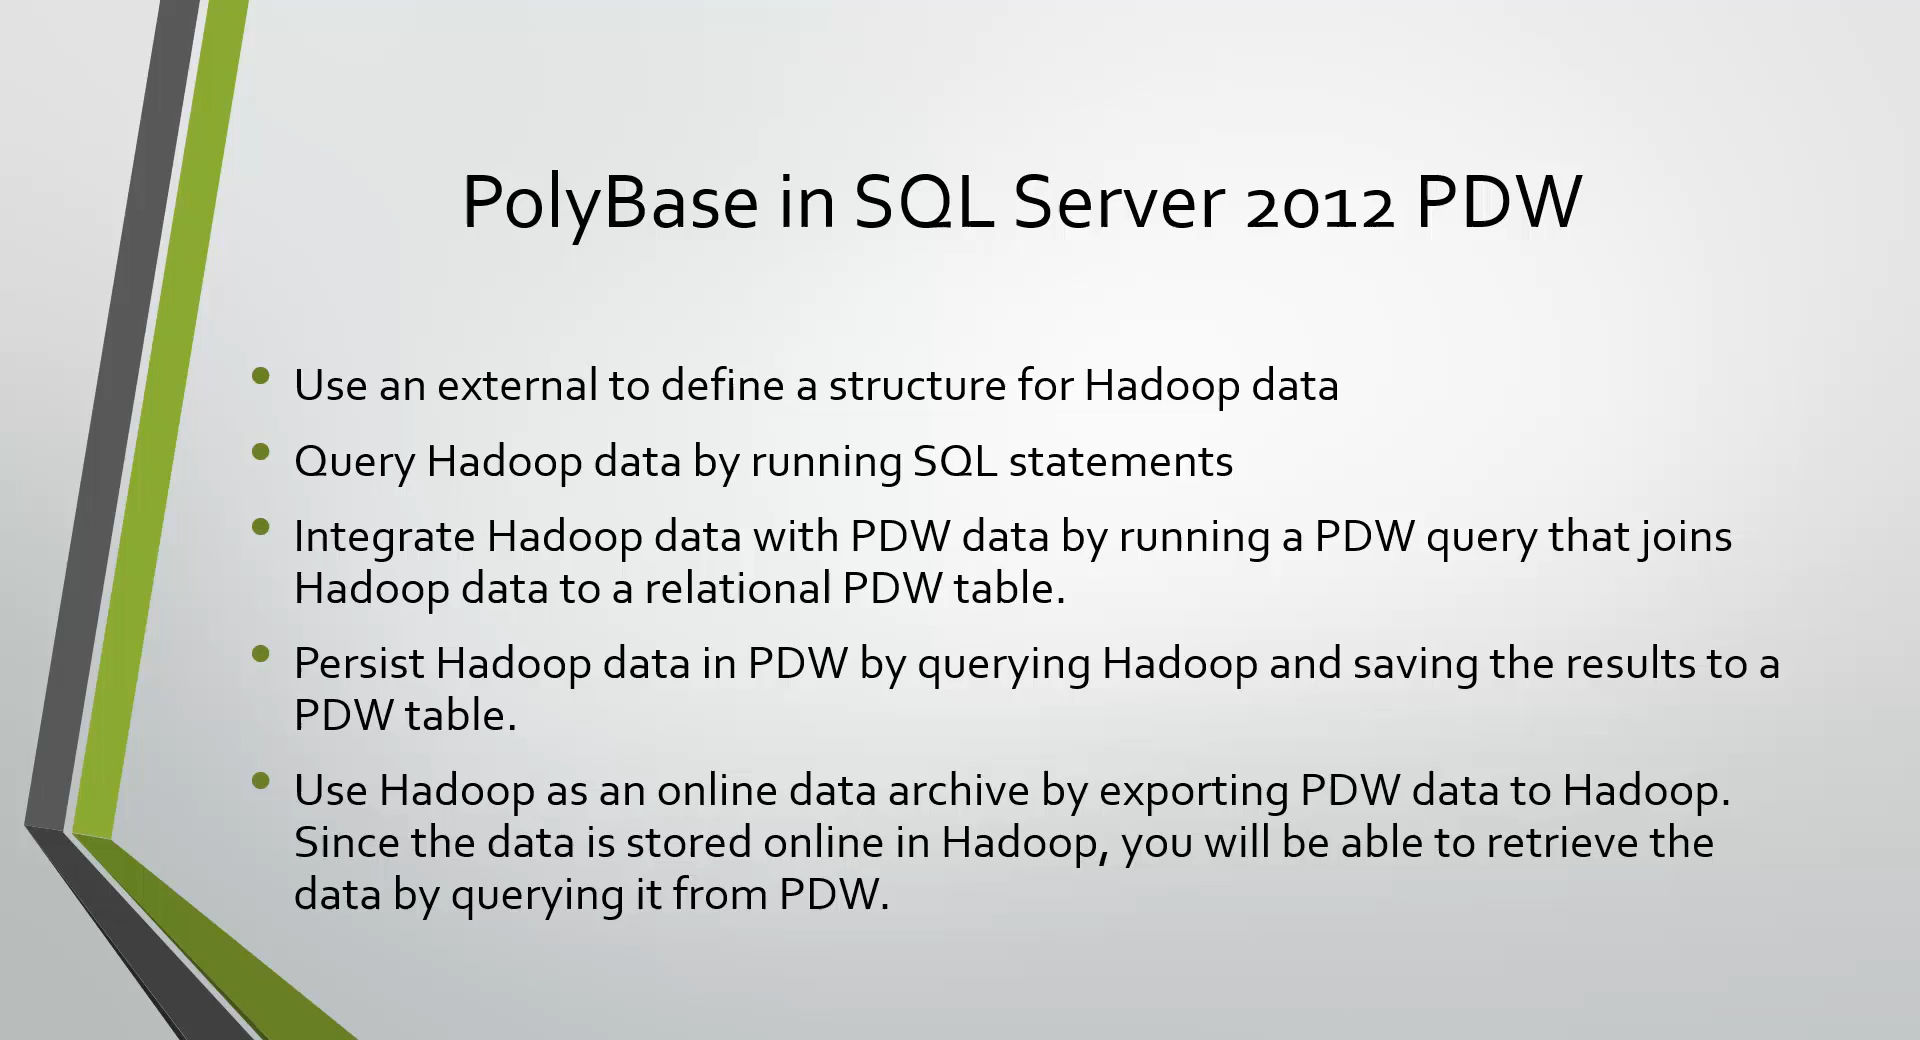 PolyBase in SQL Server 2012 PDW
• Use an external to define a structure for Hadoop data
• Query Hadoop data by running SQL statements
• Integrate Hadoop data with PDW data by running a PDW query that joins
Hadoop data to a relational PDW table.
• Persist Hadoop data in PDW by querying Hadoop and saving the results to a
PDW table.
• Use Hadoop as an online data archive by exporting PDW data to Hadoop.
Since the data is stored online in Hadoop, you will be able to retrieve the
data by querying it from PDW.